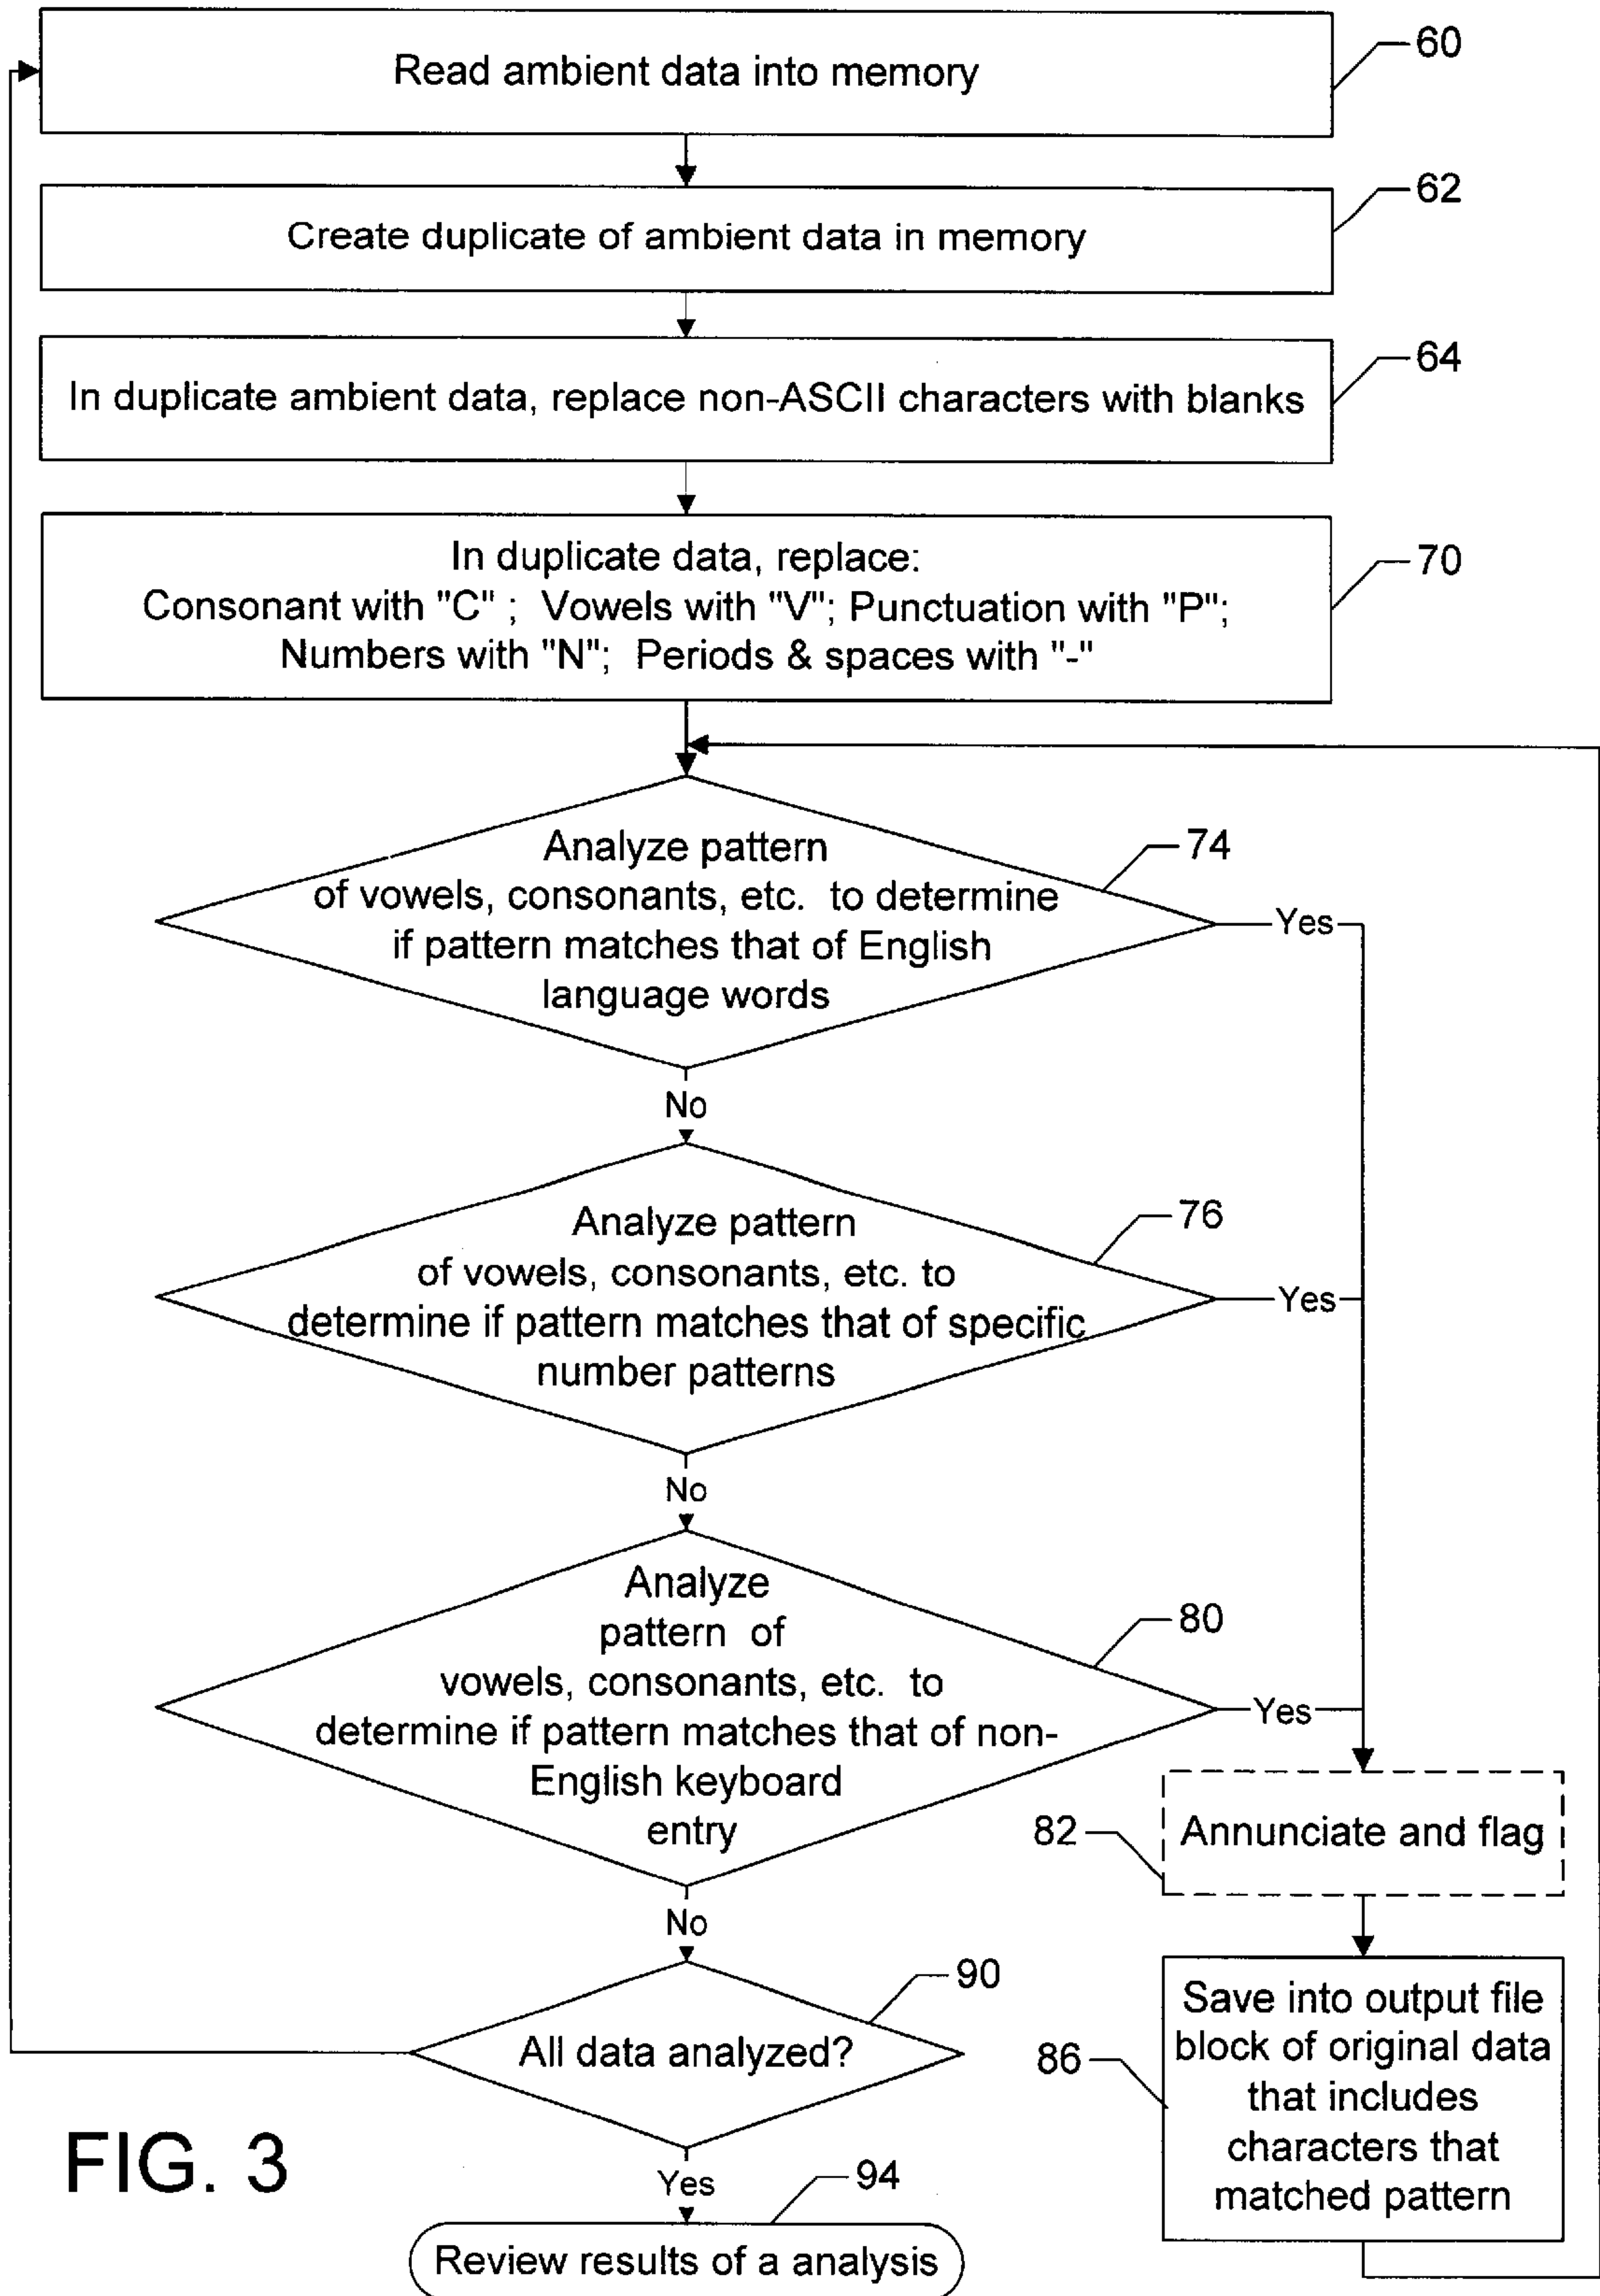 Read ambient data into memory
60
Create duplicate of ambient data in memory
62
In duplicate ambient data, replace non-ASCII characters with blanks
64
In duplicate data, replace:
Consonant with "C" ; Vowels with "V"; Punctuation with "P";
Numbers with "N"; Periods & spaces with "-"
70
Analyze pattern
of vowels, consonants, etc. to determine
if pattern matches that of English
language words
74
Yes
No
Analyze pattern
of vowels, consonants, etc. to
determine if pattern matches that of specific
number patterns
76
Yes
No
Analyze
pattern of
vowels, consonants, etc. to
determine if pattern matches that of non-
English keyboard
entry
80
Yes
No
82
Annunciate and flag
86
Save into output file
block of original data
that includes
characters that
matched pattern
All data analyzed?
90
Yes
94
Review results of a analysis
FIG. 3